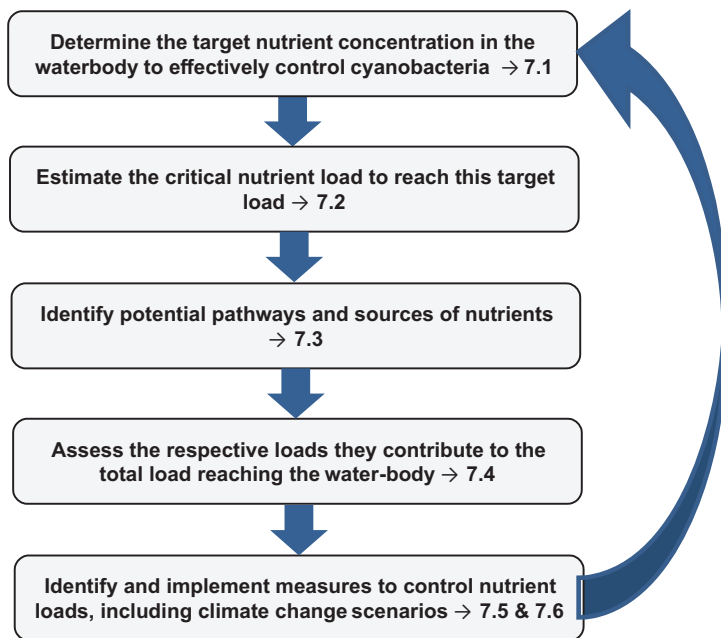 Determine the target nutrient concentration in the
waterbody to effectively control cyanobacteria → 7.1
Estimate the critical nutrient load to reach this target
load → 7.2
Identify potential pathways and sources of nutrients
→ 7.3
Assess the respective loads they contribute to the
total load reaching the water-body → 7.4
Identify and implement measures to control nutrient
loads, including climate change scenarios → 7.5 & 7.6